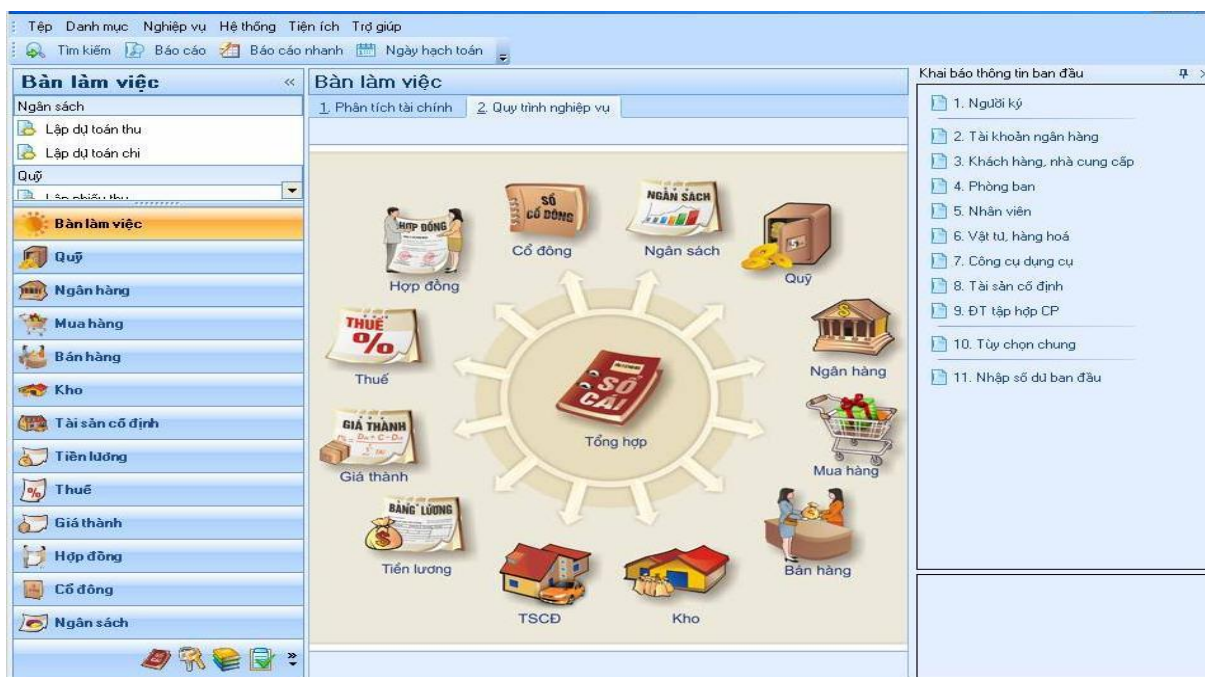 Tệp Danh mục Nghiệp vụ Hệ thống Tiện ích Trợ giúp
Tìm kiếm Báo cáo Báo cáo nhanh Ngày hạch toán
Bàn làm việc «
Ngân sách
Lập dự toán thu
Lập dự toán chi
Quỹ
Lập phiếu thu
Bàn làm việc
Quỹ
Ngân hàng
Mua hàng
Bán hàng
Kho
Tài sản cố định
Tiền lương
Thuế
Giá thành
Hợp đồng
Cổ đông
Ngân sách
Bàn làm việc
1. Phân tích tài chính 2. Quy trình nghiệp vụ
HỢP ĐỒNG
Hợp đồng
SỔ
CỔ ĐÔNG
Cổ đông
NGÂN SÁCH
Ngân sách
Quỹ
THUẾ
%
Thuế
Ngân hàng
SỔ
CÁI
Tổng hợp
GIÁ THÀNH
Giá thành
Mua hàng
BẢNG LƯƠNG
Tiền lương
Bán hàng
TSCĐ
Kho
Khai báo thông tin ban đầu
1. Người ký
2. Tài khoản ngân hàng
3. Khách hàng, nhà cung cấp
4. Phòng ban
5. Nhân viên
6. Vật tư, hàng hoá
7. Công cụ dụng cụ
8. Tài sản cố định
9. ĐT tập hợp CP
10. Tùy chọn chung
11. Nhập số dư ban đầu